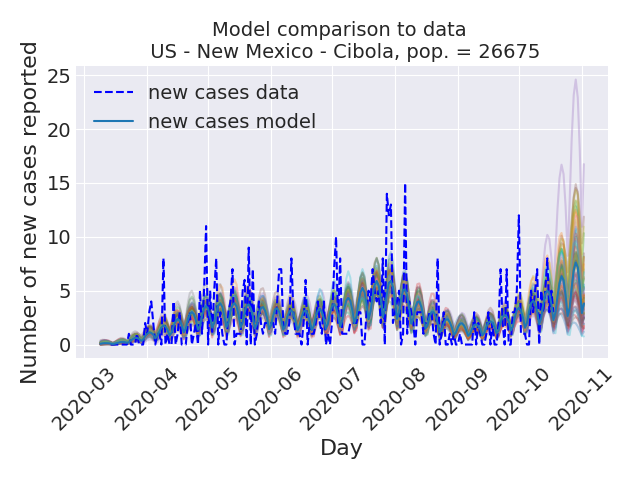 Model comparison to data
US - New Mexico - Cibola, pop. = 26675
Number of new cases reported
25
20
15
10
5
0
new cases data
new cases model
2020-03
2020-04
2020-05
2020-06
2020-07
2020-08
2020-09
2020-10
2020-11
Day